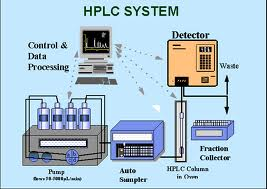 HPLC SYSTEM
Control &
Data
Processing
Detector
Waste
Pump
Auto
Sampler
HPLC Column
in Oven
Fraction
Collector